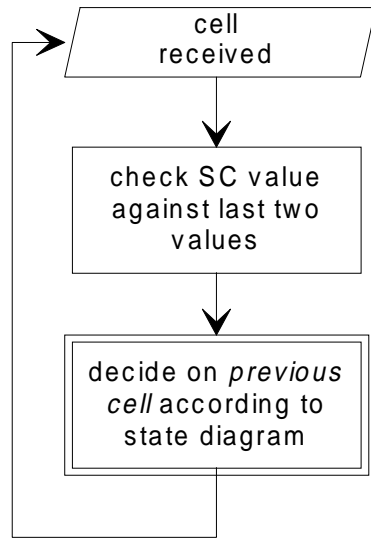 cell
received
check SC value
against last two
values
decide on previous
cell according to
state diagram